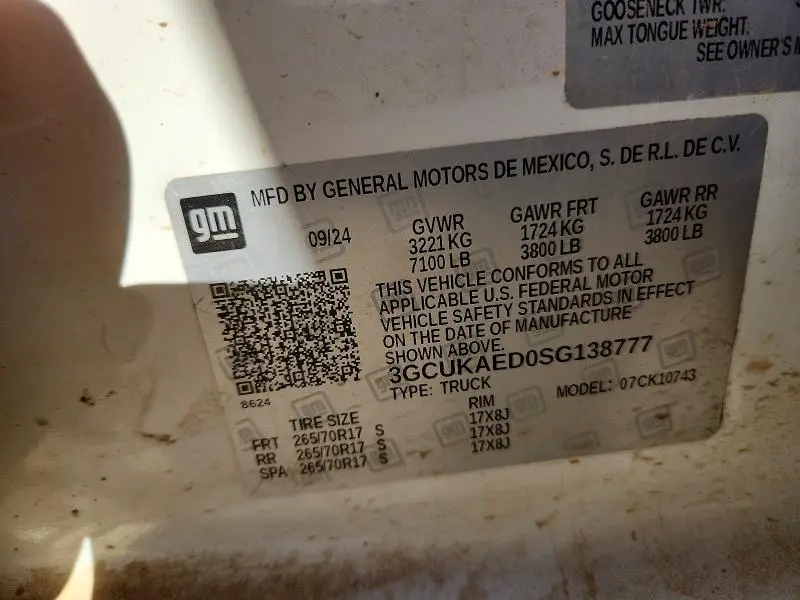 GOOSENECK TWR:
MAX TONGUE WEIGHT:
SEE OWNER'S
gm
MFD BY GENERAL MOTORS DE MEXICO, S. DE R.L. DE C.V.
09/24
GVWR GAWR FRT GAWR RR
3221 KG 1724 KG 1724 KG
7100 LB 3800 LB 3800 LB
THIS VEHICLE CONFORMS TO ALL
APPLICABLE U.S. FEDERAL MOTOR
VEHICLE SAFETY STANDARDS IN EFFECT
ON THE DATE OF MANUFACTURE
SHOWN ABOVE.
3GCUKAED0SG138777
TYPE: TRUCK MODEL: 07CK10743
8624
TIRE SIZE RIM
FRT 265/70R17 S 17X8J
RR 265/70R17 S 17X8J
SPA 265/70R17 S 17X8J